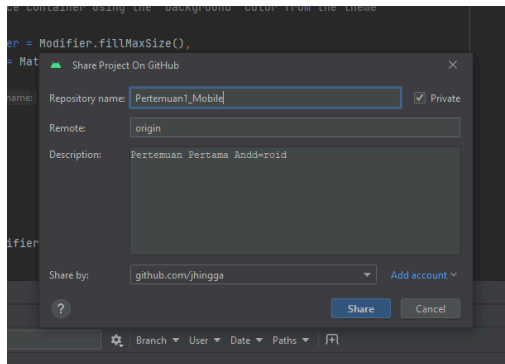 ce container using the 'background' color from the theme
er = Modifier.fillMaxSize(),
= Mat
Share Project On GitHub
name:
Repository name: Pertemuan1_Mobile Private
Remote: origin
Description: Pertemuan Pertama Andd=roid
ifier
Share by: github.com/jhingga Add account
? Share Cancel
Branch User Date Paths